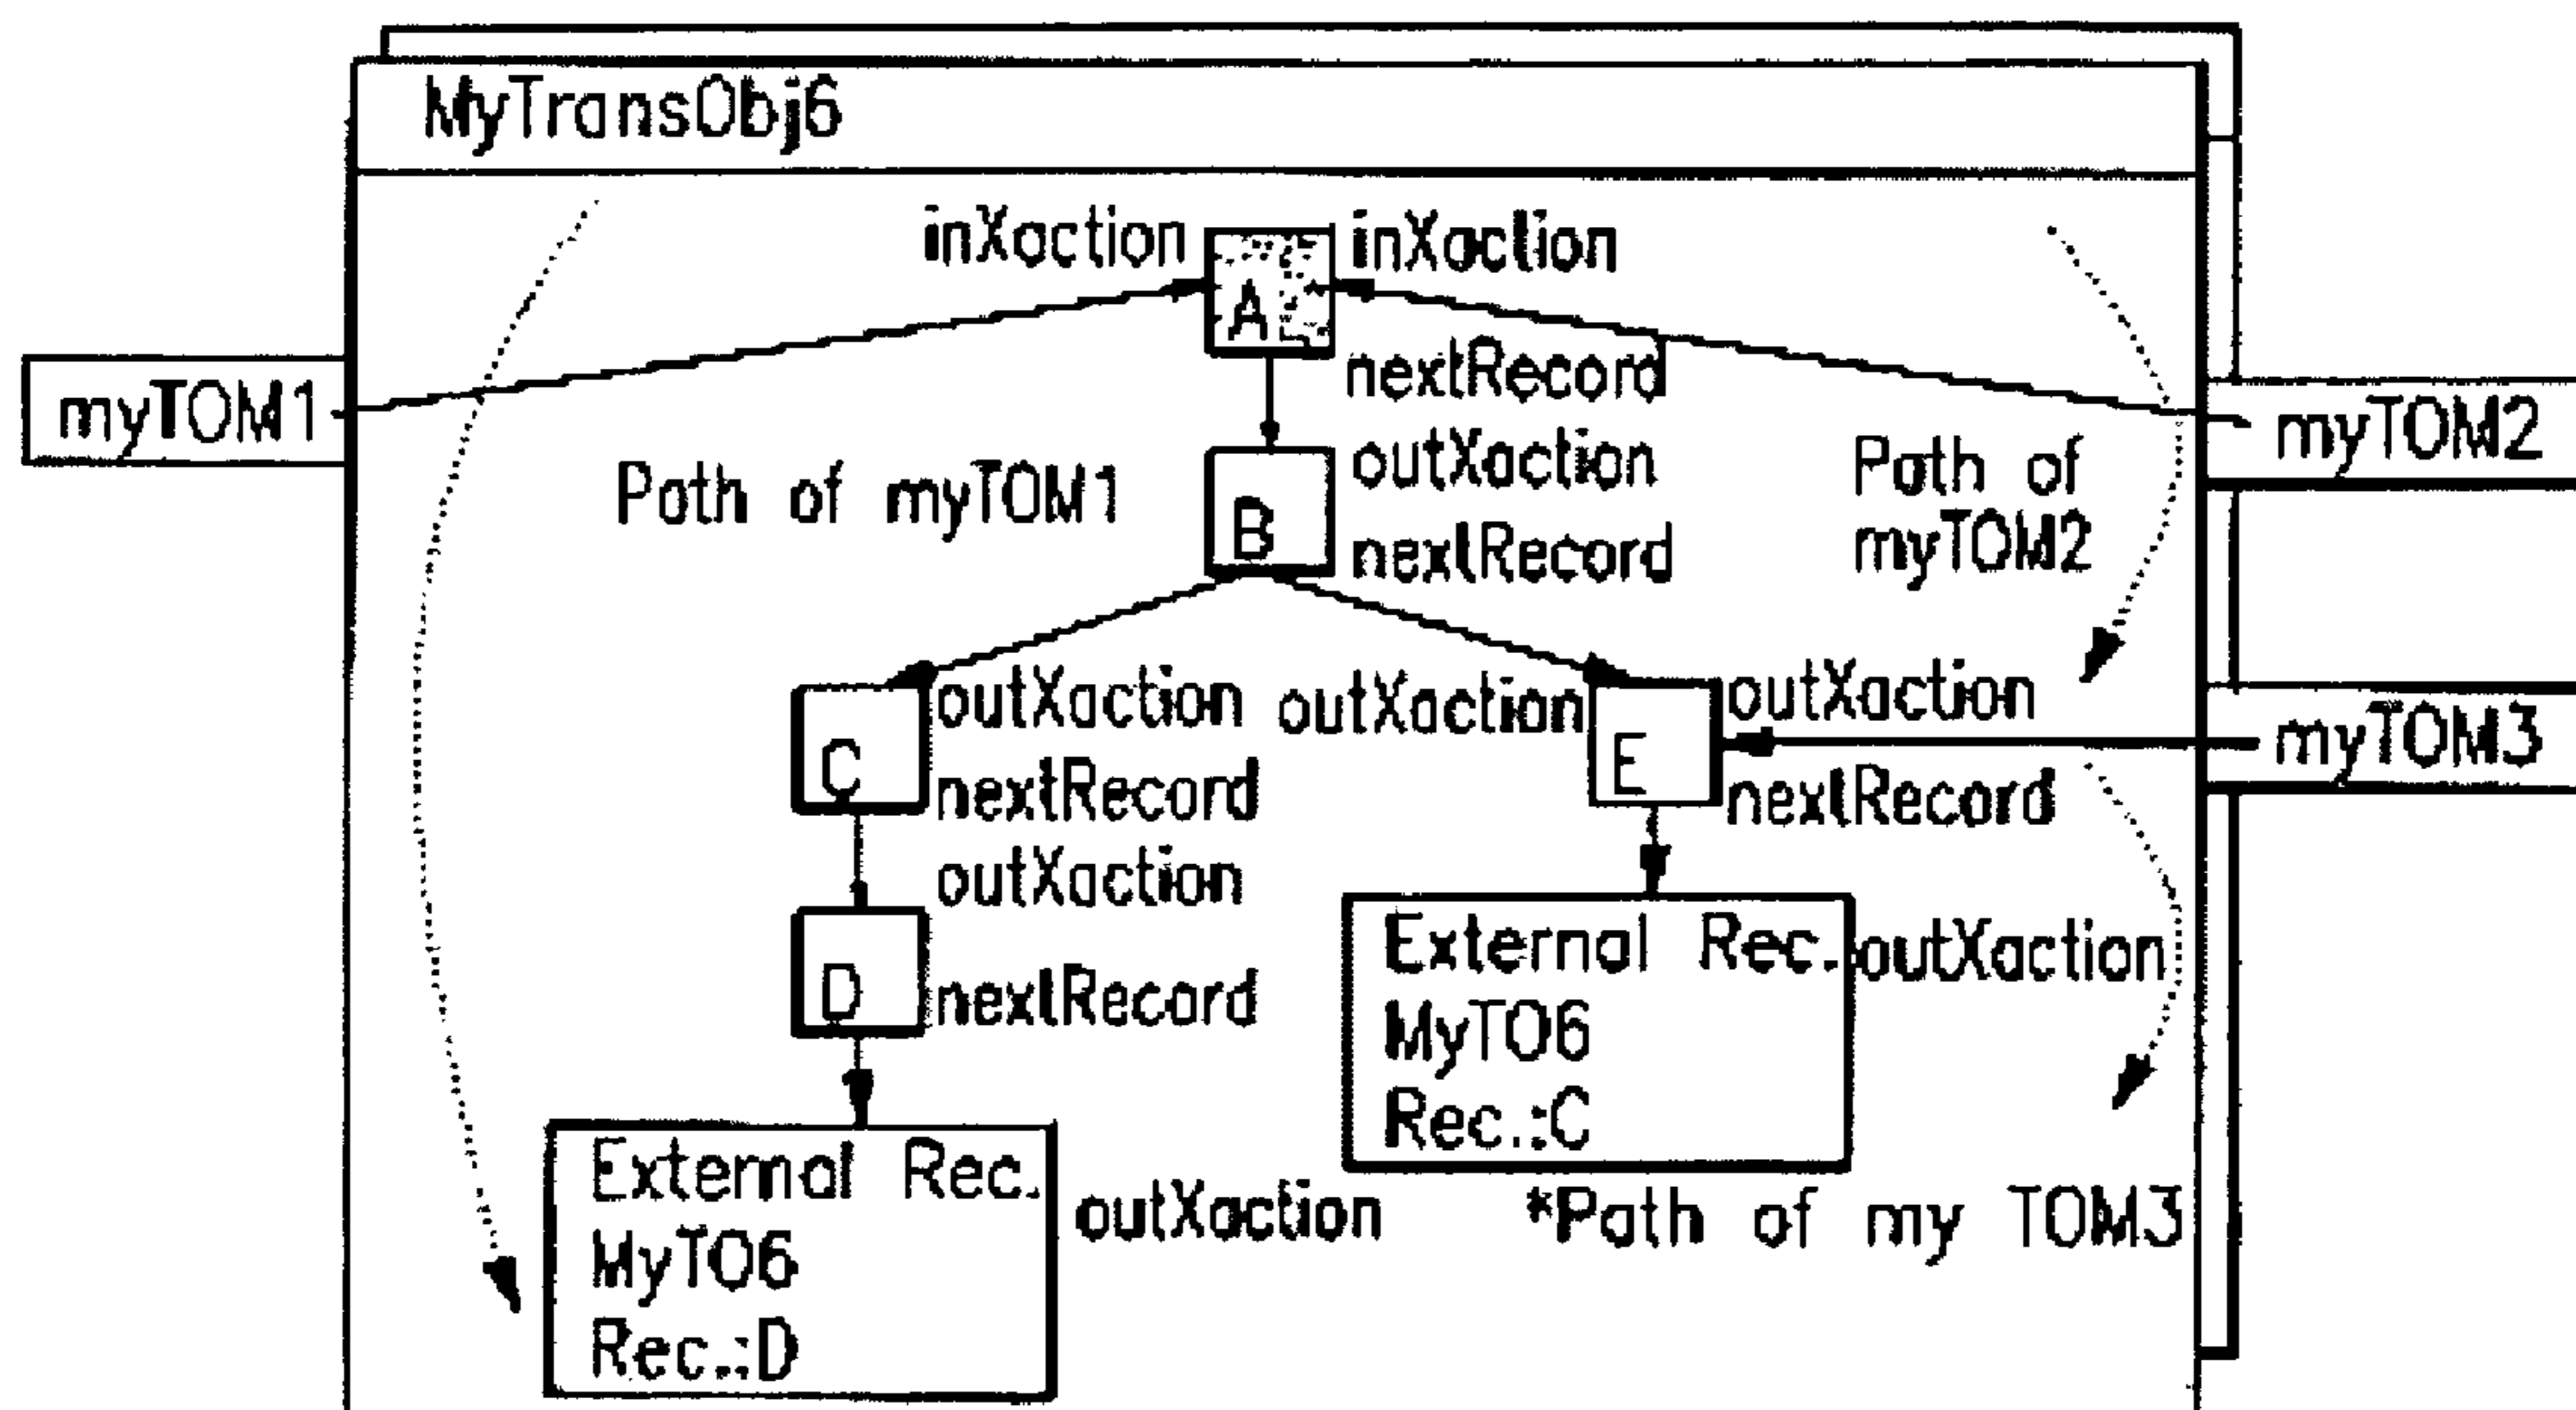 MyTransObj6
inXaction
inXaction
A
nextRecord
myTOM1
myTOM2
outXaction
Path of myTOM1
B
Path of
myTOM2
nextRecord
outXaction
outXaction
outXaction
C
E
myTOM3
nextRecord
nextRecord
outXaction
D
nextRecord
External Rec.
MyTO6
Rec.:C
outXaction
External Rec.
MyTO6
Rec.:D
outXaction
*Path of my TOM3